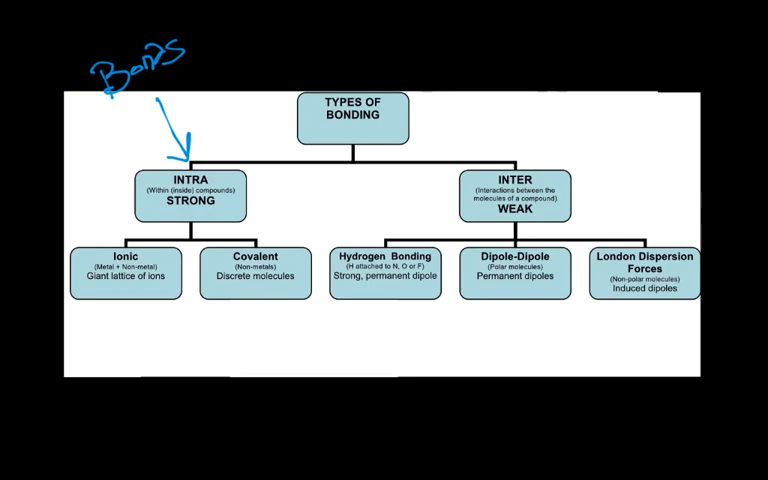 Bonds
TYPES OF
BONDING
INTRA
(Within (inside) compounds)
STRONG
INTER
(Interactions between the
molecules of a compound)
WEAK
Ionic
(Metal + Non-metal)
Giant lattice of ions
Covalent
(Non-metals)
Discrete molecules
Hydrogen Bonding
(H attached to N, O or F)
Strong, permanent dipole
Dipole-Dipole
(Polar molecules)
Permanent dipoles
London Dispersion
Forces
(Non-polar molecules)
Induced dipoles